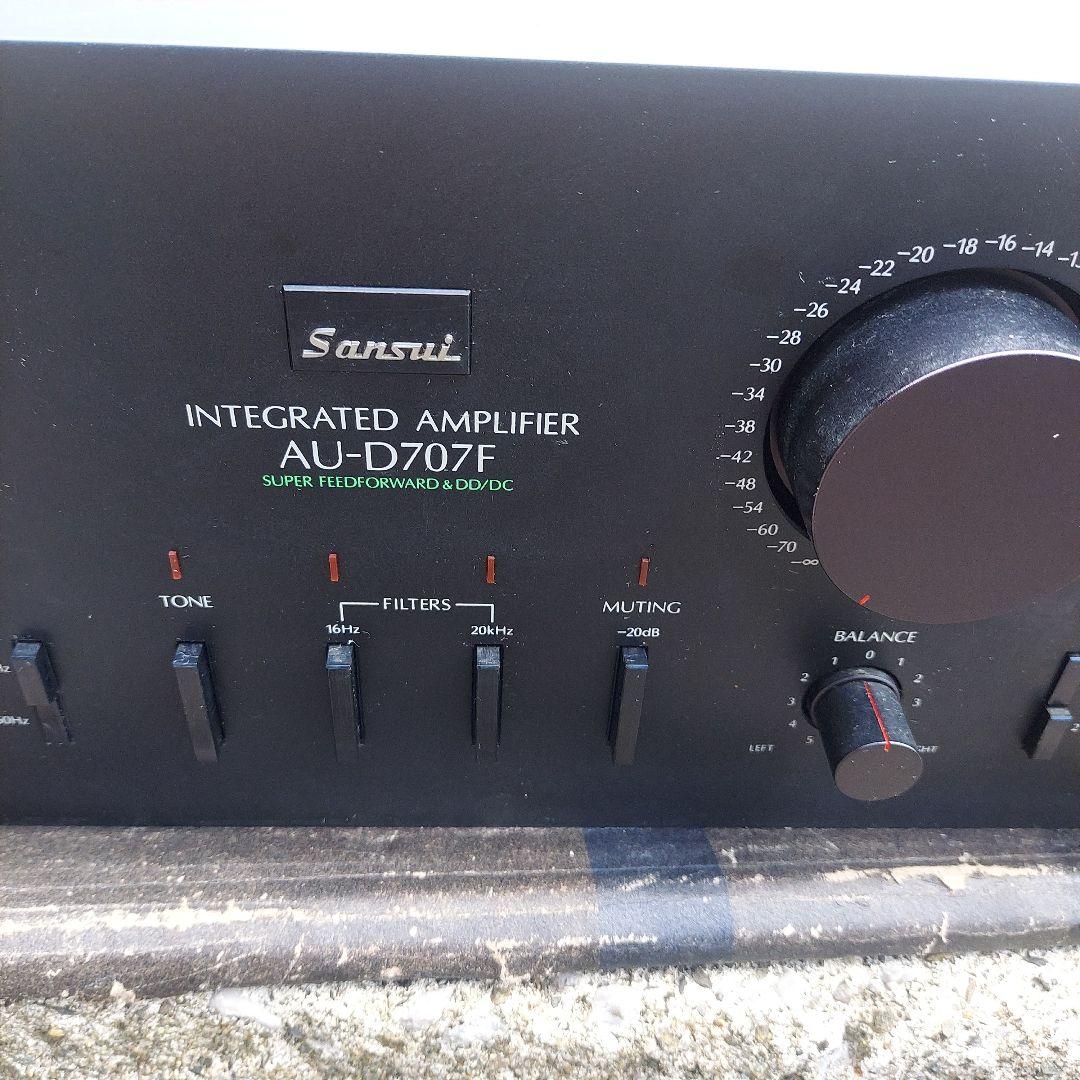 Sansui
INTEGRATED AMPLIFIER
AU-D707F
SUPER FEEDFORWARD & DD/DC
-∞ -70 -60 -54 -48 -42 -38 -34 -30 -28 -26 -24 -22 -20 -18 -16 -14
TONE
FILTERS
16Hz 20kHz
MUTING
-20dB
BALANCE
5 4 3 2 1 0 1 2 3
LEFT